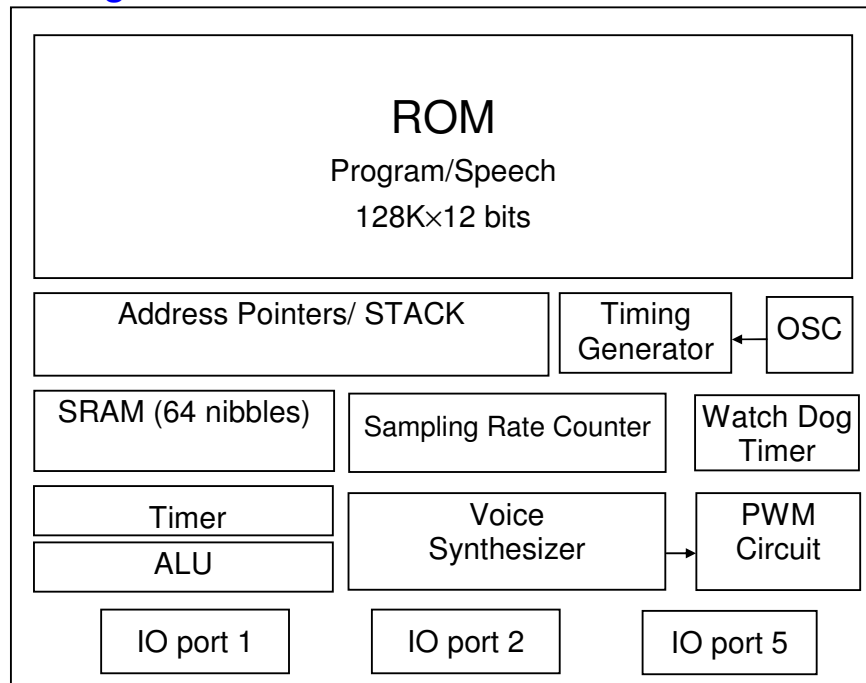 ROM
Program/Speech
128K×12 bits
Address Pointers/ STACK
Timing
Generator
OSC
SRAM (64 nibbles)
Sampling Rate Counter
Watch Dog
Timer
Timer
ALU
Voice
Synthesizer
PWM
Circuit
IO port 1
IO port 2
IO port 5